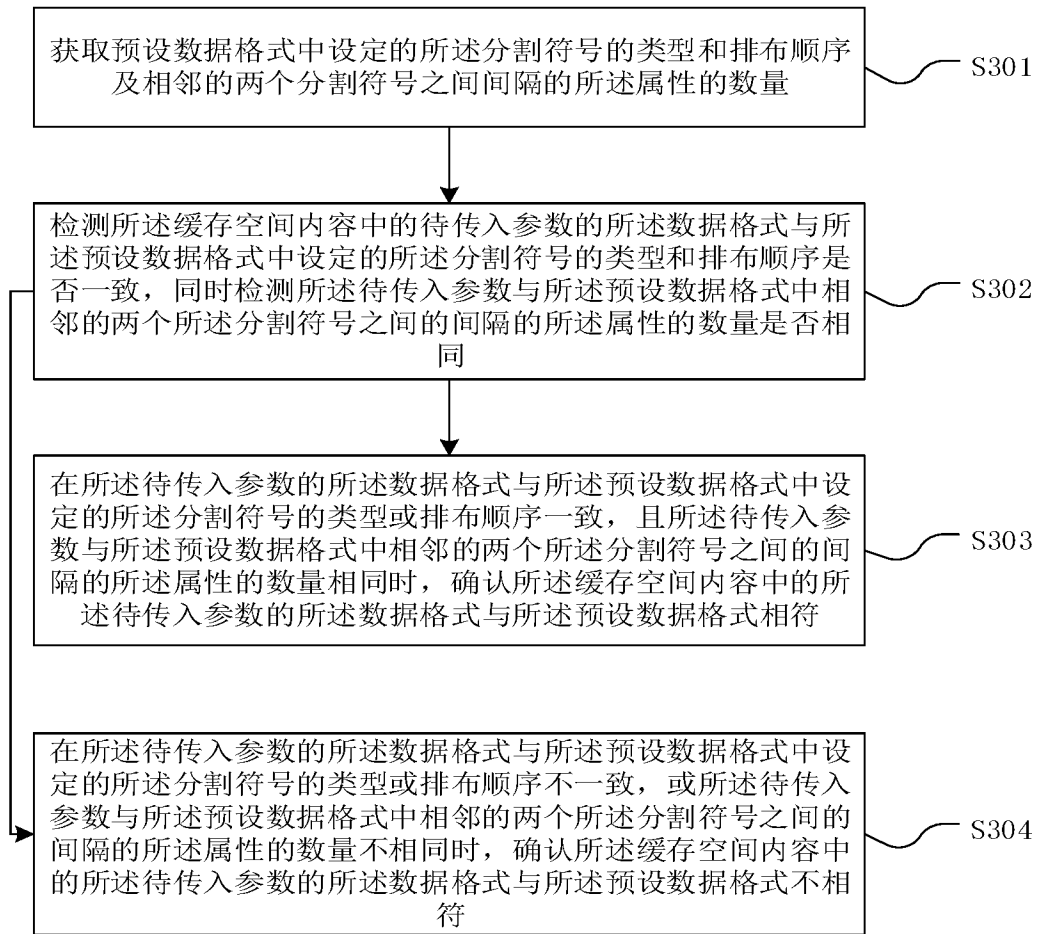 获取预设数据格式中设定的所述分割符号的类型和排布顺序
及相邻的两个分割符号之间间隔的所述属性的数量
S301
检测所述缓存空间内容中的待传入参数的所述数据格式与所
述预设数据格式中设定的所述分割符号的类型和排布顺序是
否一致，同时检测所述待传入参数与所述预设数据格式中相
邻的两个所述分割符号之间的间隔的所述属性的数量是否相
同
S302
在所述待传入参数的所述数据格式与所述预设数据格式中设
定的所述分割符号的类型或排布顺序一致，且所述待传入参
数与所述预设数据格式中相邻的两个所述分割符号之间的间
隔的所述属性的数量相同时，确认所述缓存空间内容中的所
述待传入参数的所述数据格式与所述预设数据格式相符
S303
在所述待传入参数的所述数据格式与所述预设数据格式中设
定的所述分割符号的类型或排布顺序不一致，或所述待传入
参数与所述预设数据格式中相邻的两个所述分割符号之间的
间隔的所述属性的数量不相同时，确认所述缓存空间内容中
的所述待传入参数的所述数据格式与所述预设数据格式不相
符
S304